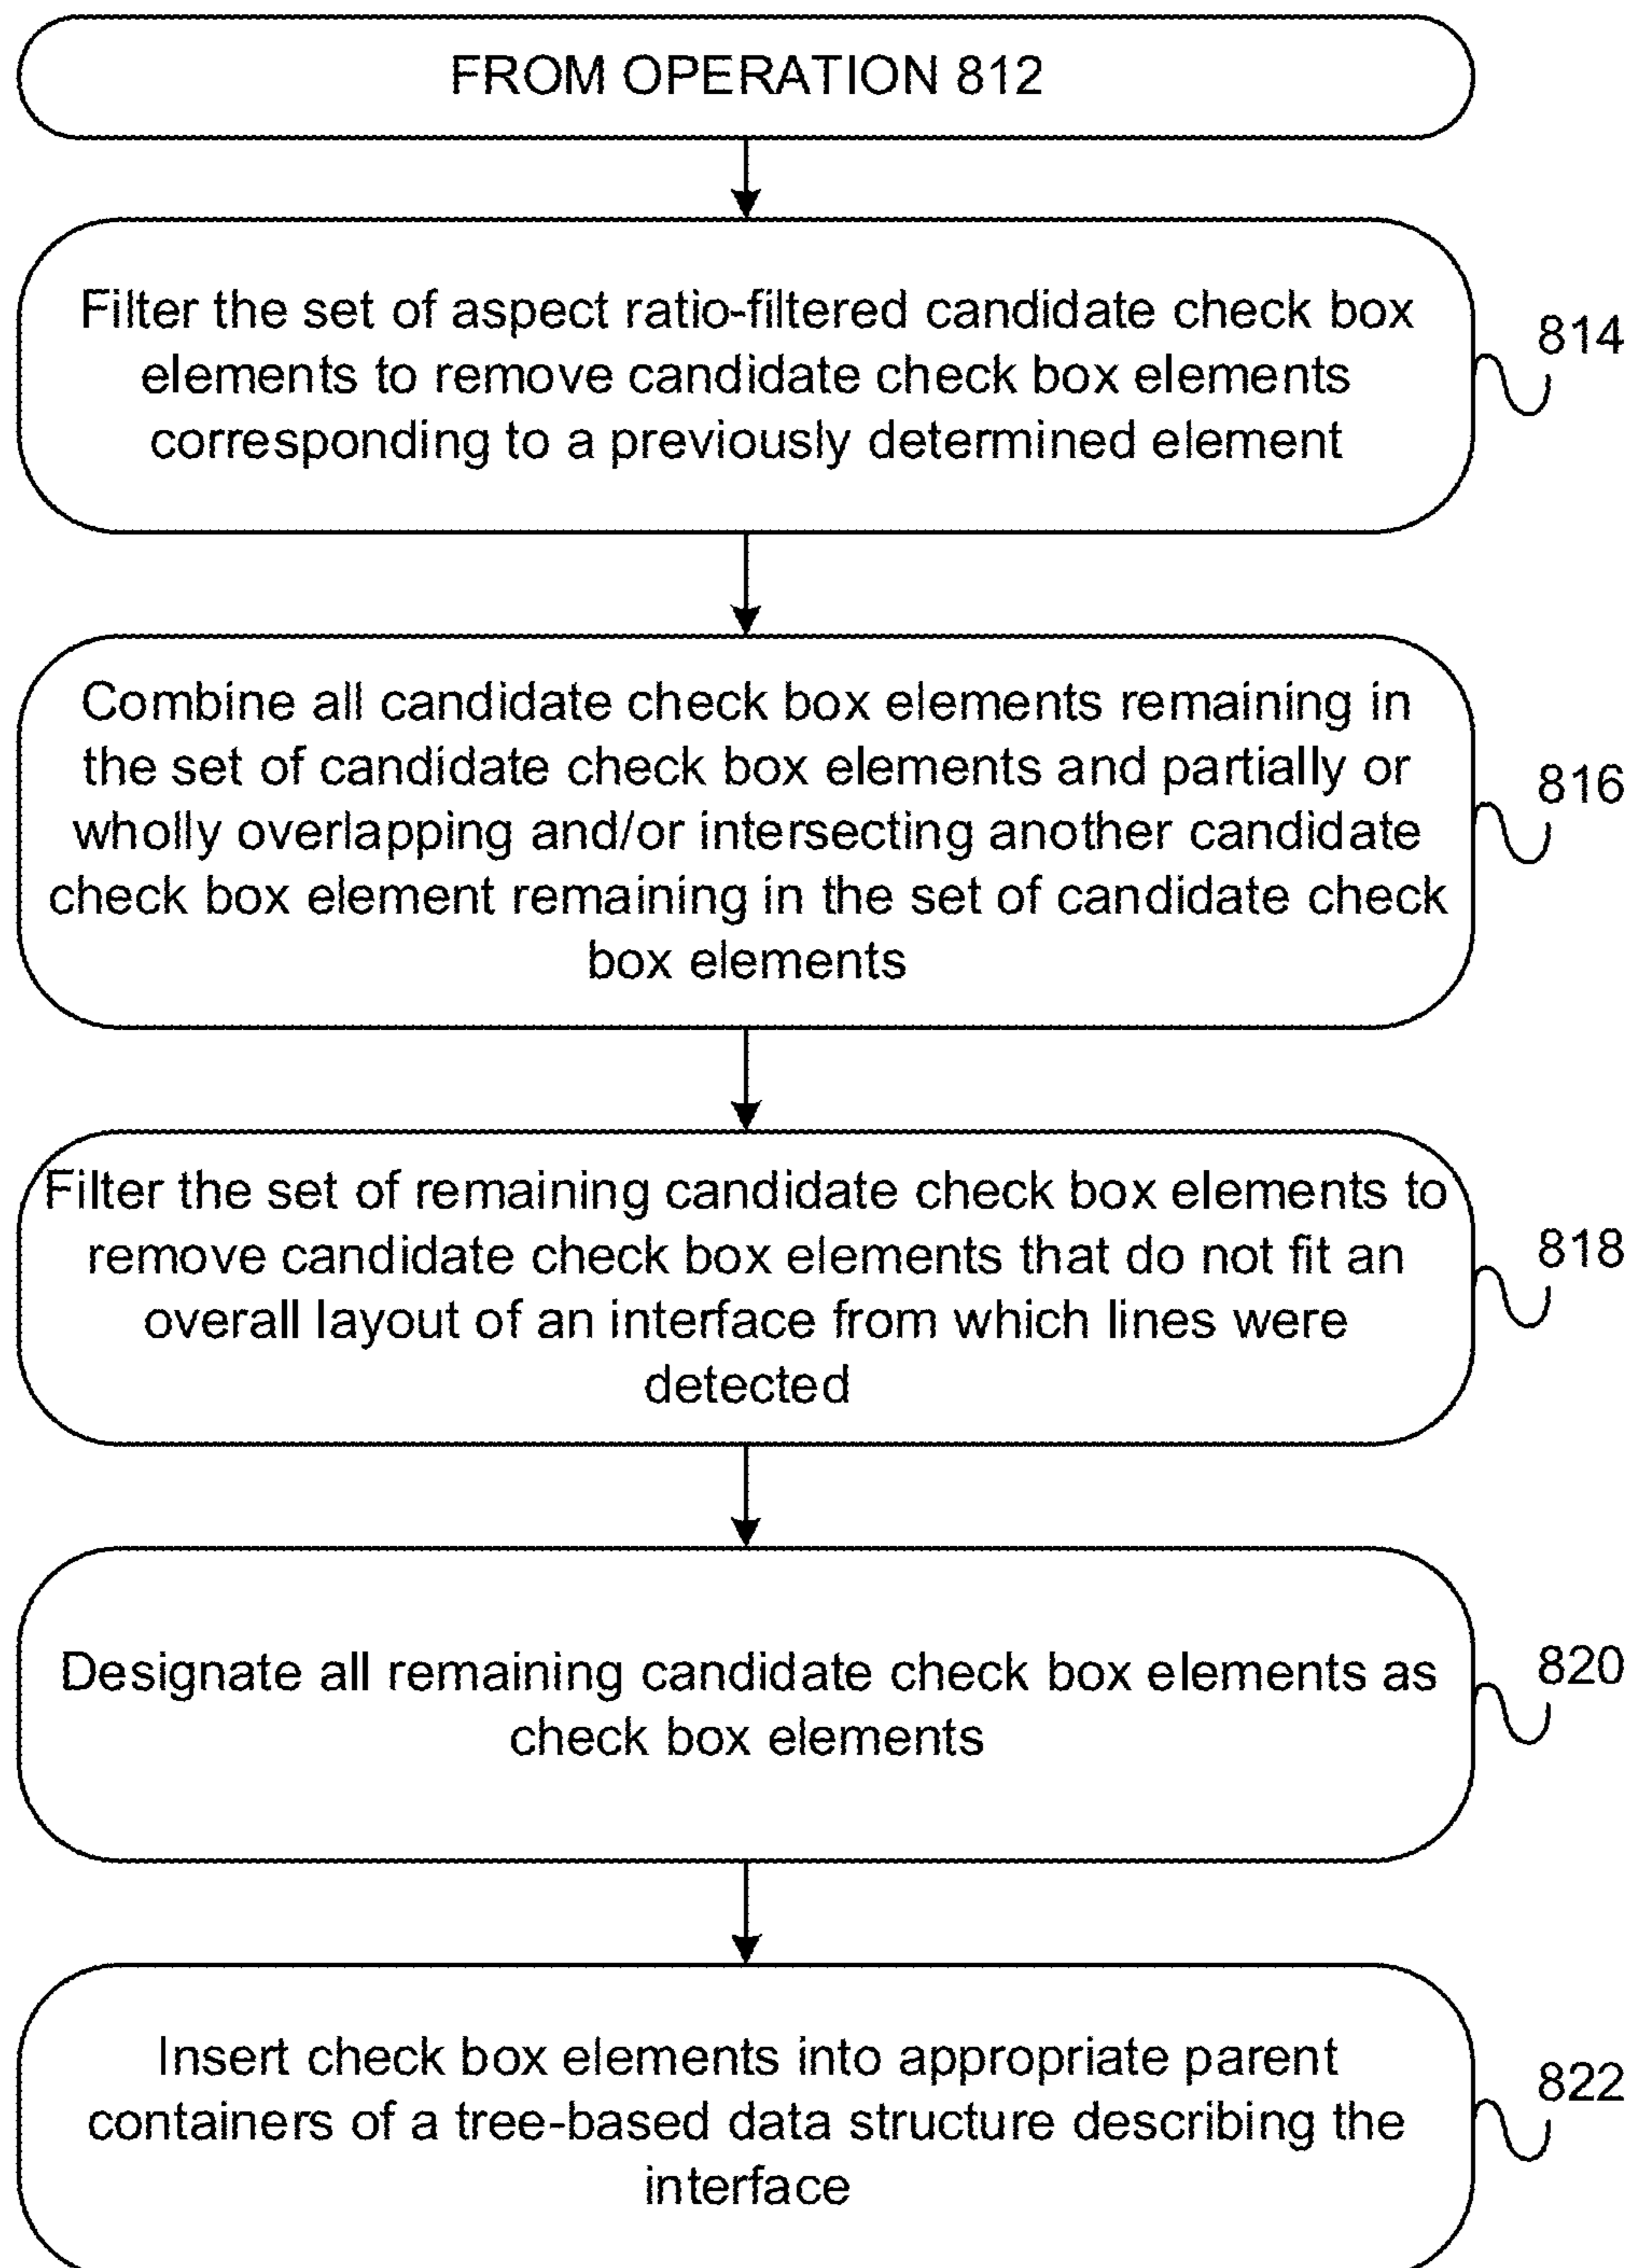 FROM OPERATION 812
Filter the set of aspect ratio-filtered candidate check box
elements to remove candidate check box elements
corresponding to a previously determined element
814
Combine all candidate check box elements remaining in
the set of candidate check box elements and partially or
wholly overlapping and/or intersecting another candidate
check box element remaining in the set of candidate check
box elements
816
Filter the set of remaining candidate check box elements to
remove candidate check box elements that do not fit an
overall layout of an interface from which lines were
detected
818
Designate all remaining candidate check box elements as
check box elements
820
Insert check box elements into appropriate parent
containers of a tree-based data structure describing the
interface
822